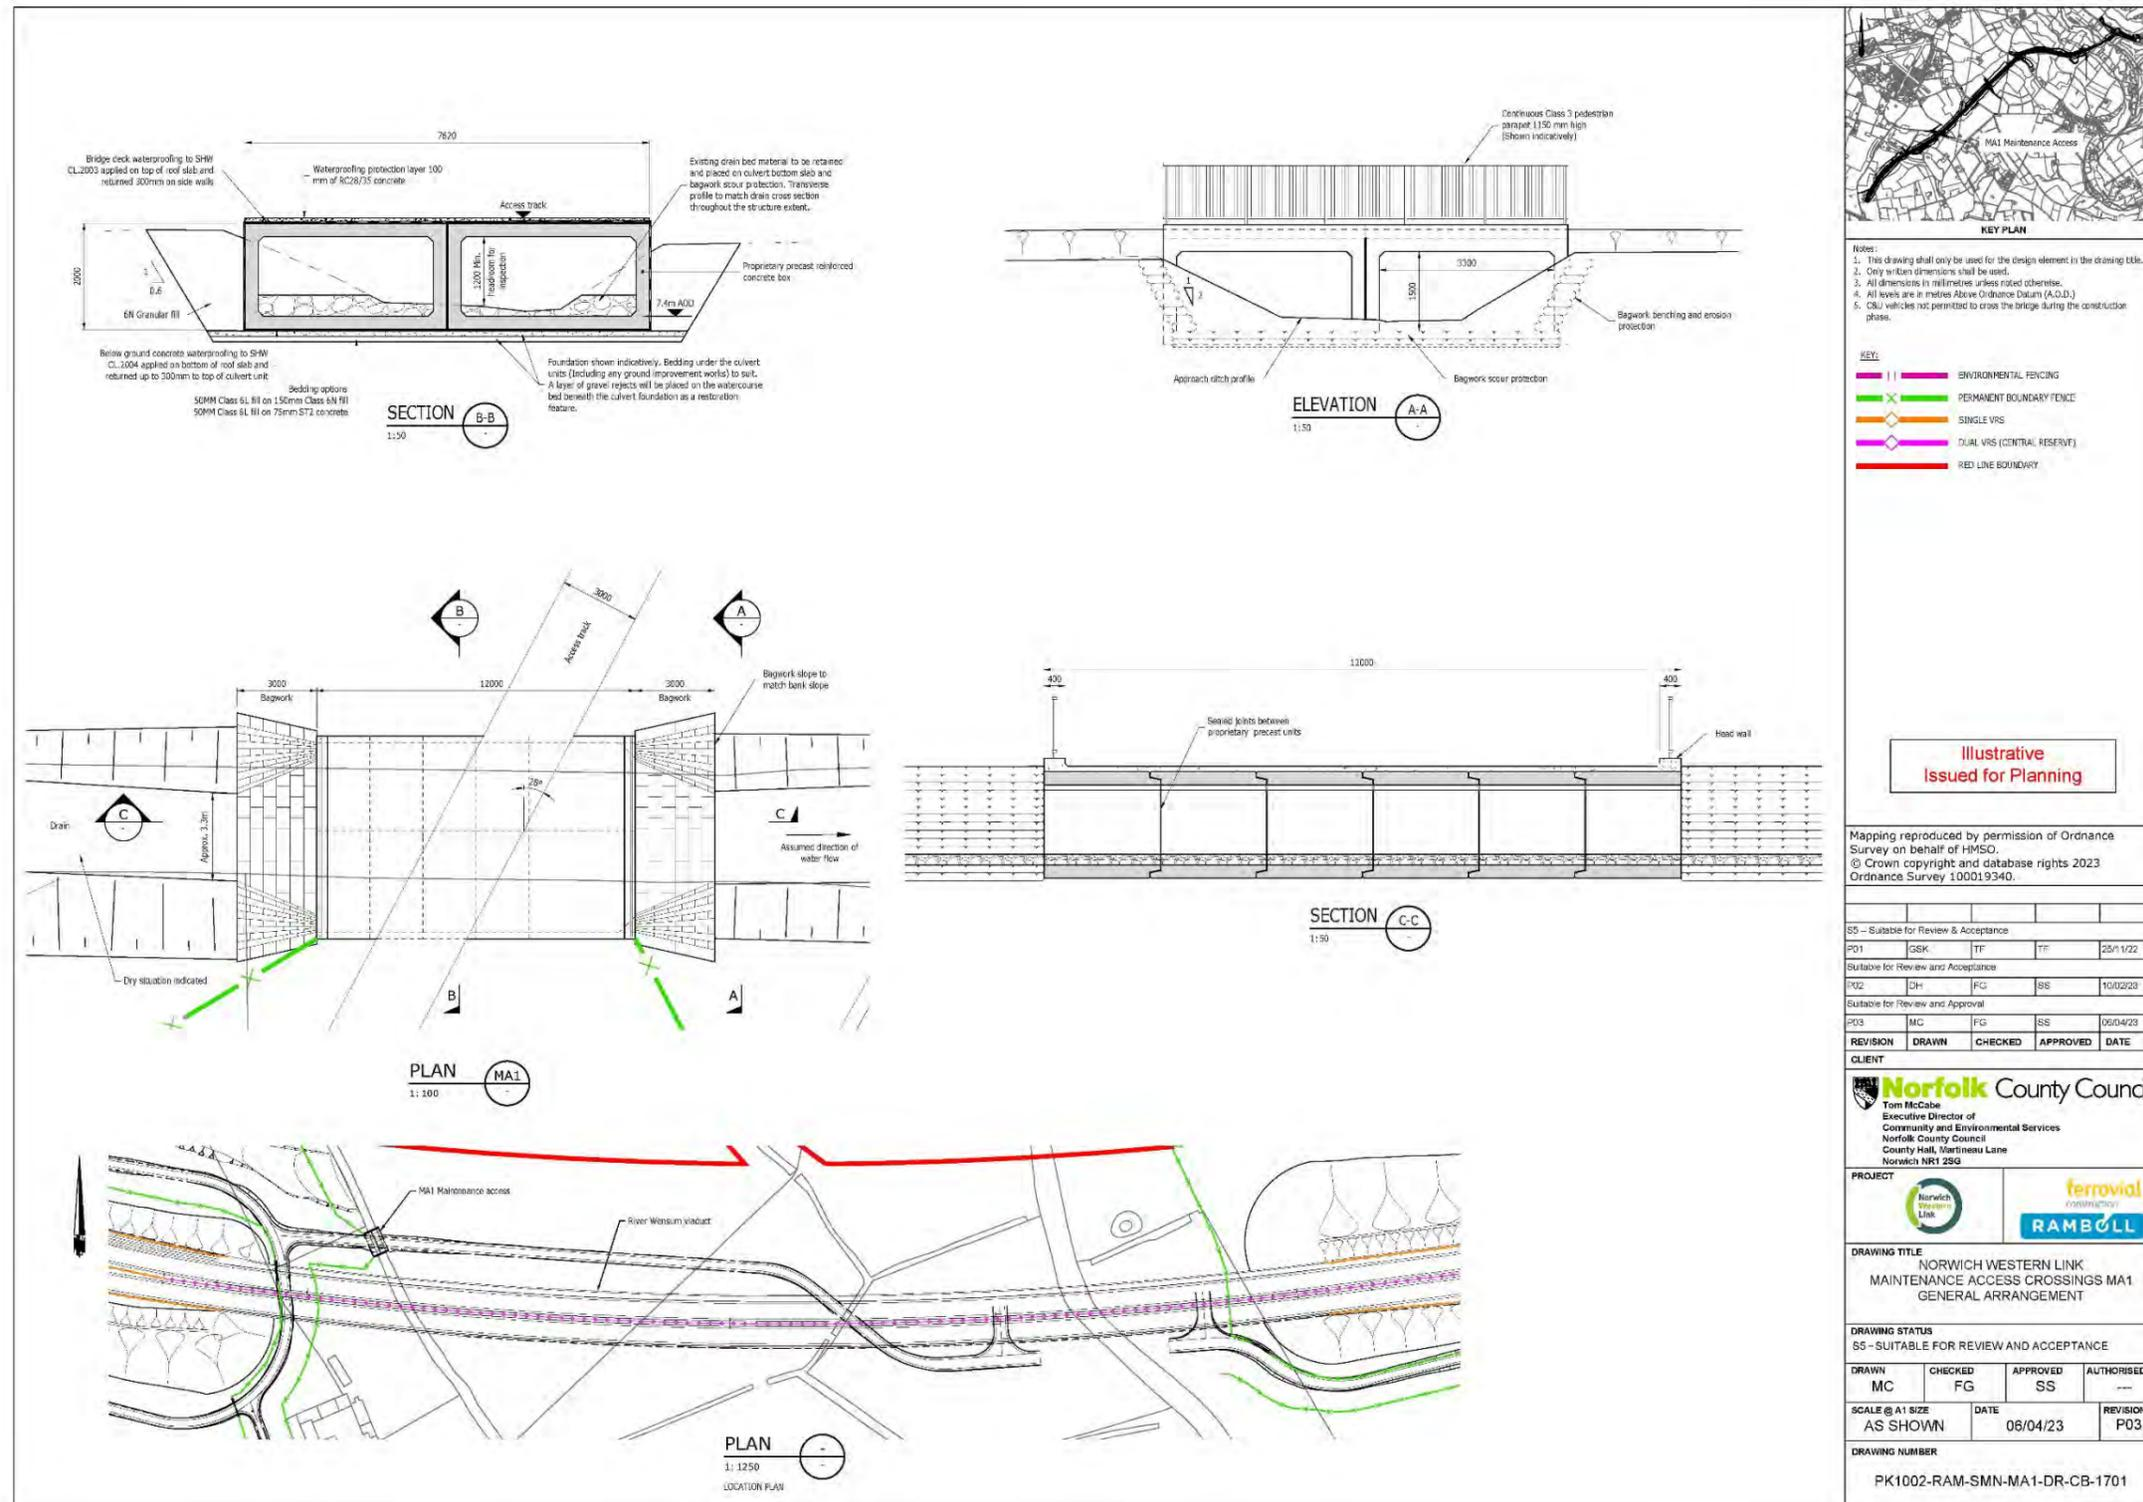 7620
Bridge deck waterproofing to SHW
CL.2003 applied on top of roof slab and
returned 300mm on side walls
Waterproofing protection layer 100
mm of RC28/35 concrete
Access track
Existing drain bed material to be retained
and placed on culvert bottom slab and
bagwork scour protection. Transverse
profile to match drain cross section
throughout the structure extent.
2000
1
0.6
6N Granular fill
1200 Min.
headroom for
inspection
Proprietary precast reinforced
concrete box
7.4m AOD
Below ground concrete waterproofing to SHW
CL.2004 applied on bottom of roof slab and
returned up to 300mm to top of culvert unit
Bedding options
50MM Class 6L fill on 150mm Class 6N fill
50MM Class 6L fill on 75mm ST2 concrete
Foundation shown indicatively. Bedding under the culvert
units (Including any ground improvement works) to suit.
A layer of gravel rejects will be placed on the watercourse
bed beneath the culvert foundation as a restoration
feature.
SECTION B-B
1:50
Continuous Class 3 pedestrian
parapet 1150 mm high
(Shown indicatively)
3300
1500
1
2
Bagwork benching and erosion
protection
Approach ditch profile
Bagwork scour protection
ELEVATION A-A
1:50
B
A
3000
Access track
Bagwork slope to
match bank slope
3000
Bagwork
12000
3000
Bagwork
28°
Drain
C
Approx. 3.3m
C
Assumed direction of
water flow
Dry situation indicated
B
A
PLAN MA1
1:100
12000
400
400
Sealed joints between
proprietary precast units
Head wall
SECTION C-C
1:50
MA1 Maintenance access
River Wensum viaduct
PLAN
1:1250
LOCATION PLAN
MA1 Maintenance Access
KEY PLAN
Notes:
1. This drawing shall only be used for the design element in the drawing title.
2. Only written dimensions shall be used.
3. All dimensions in millimetres unless noted otherwise.
4. All levels are in metres Above Ordnance Datum (A.O.D.)
5. C&U vehicles not permitted to cross the bridge during the construction
phase.
KEY:
ENVIRONMENTAL FENCING
PERMANENT BOUNDARY FENCE
SINGLE VRS
DUAL VRS (CENTRAL RESERVE)
RED LINE BOUNDARY
Illustrative
Issued for Planning
Mapping reproduced by permission of Ordnance
Survey on behalf of HMSO.
© Crown copyright and database rights 2023
Ordnance Survey 100019340.
S5 – Suitable for Review & Acceptance
P01 GSK TF TF 25/11/22
Suitable for Review and Acceptance
P02 DH FG SS 10/02/23
Suitable for Review and Approval
P03 MC FG SS 06/04/23
REVISION DRAWN CHECKED APPROVED DATE
CLIENT
Norfolk County Counc
Tom McCabe
Executive Director of
Community and Environmental Services
Norfolk County Council
County Hall, Martineau Lane
Norwich NR1 2SG
PROJECT
Norwich
Western
Link
ferrovial
construction
RAMBOLL
DRAWING TITLE
NORWICH WESTERN LINK
MAINTENANCE ACCESS CROSSINGS MA1
GENERAL ARRANGEMENT
DRAWING STATUS
S5 - SUITABLE FOR REVIEW AND ACCEPTANCE
DRAWN CHECKED APPROVED AUTHORISED
MC FG SS ---
SCALE @ A1 SIZE DATE REVISION
AS SHOWN 06/04/23 P03
DRAWING NUMBER
PK1002-RAM-SMN-MA1-DR-CB-1701